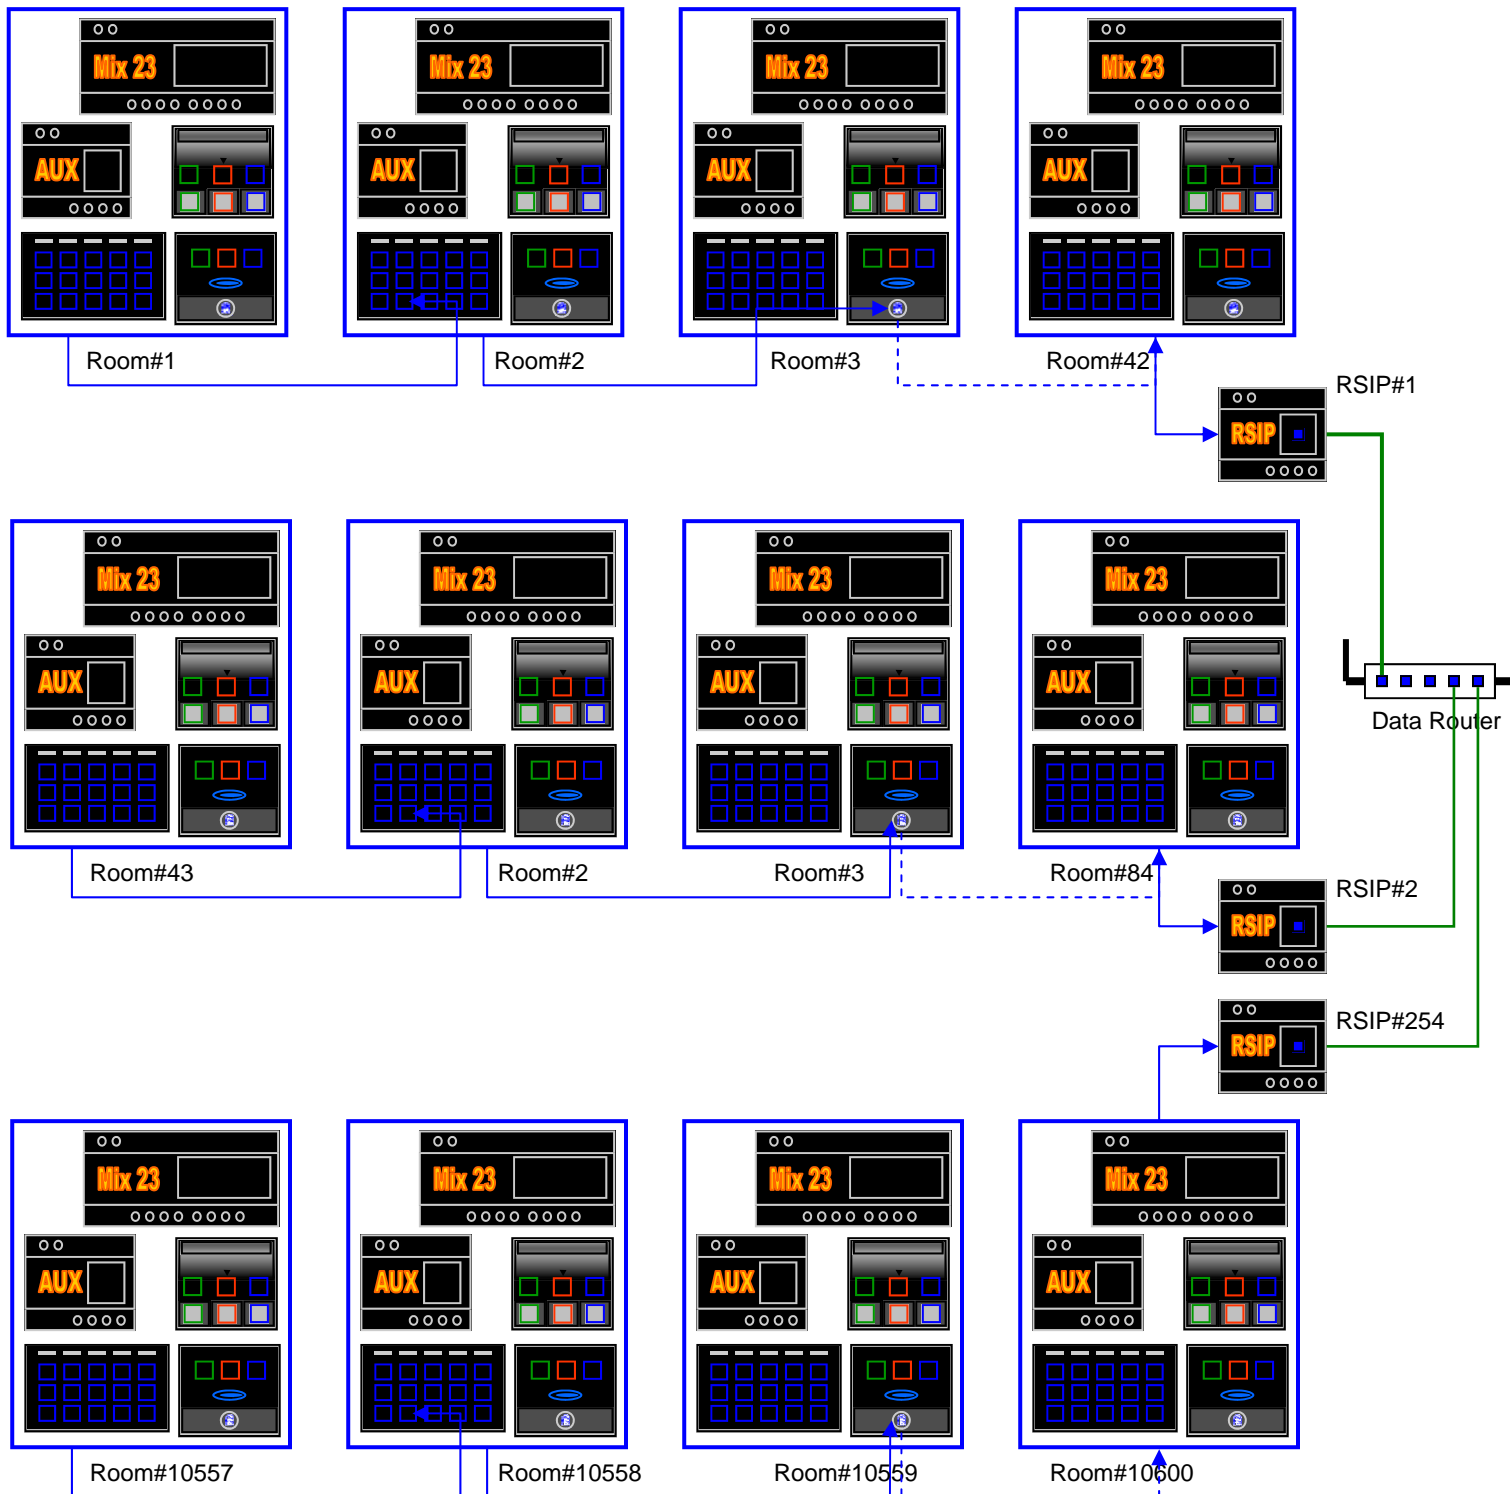 Mix 23 Mix 23 Mix 23 Mix 23
AUX AUX AUX AUX
Room#1 Room#2 Room#3 Room#42
RSIP#1
RSIP
Mix 23 Mix 23 Mix 23 Mix 23
AUX AUX AUX AUX
Data Router
Room#43 Room#2 Room#3 Room#84
RSIP#2
RSIP
RSIP#254
RSIP
Mix 23 Mix 23 Mix 23 Mix 23
AUX AUX AUX AUX
Room#10557 Room#10558 Room#10559 Room#10600